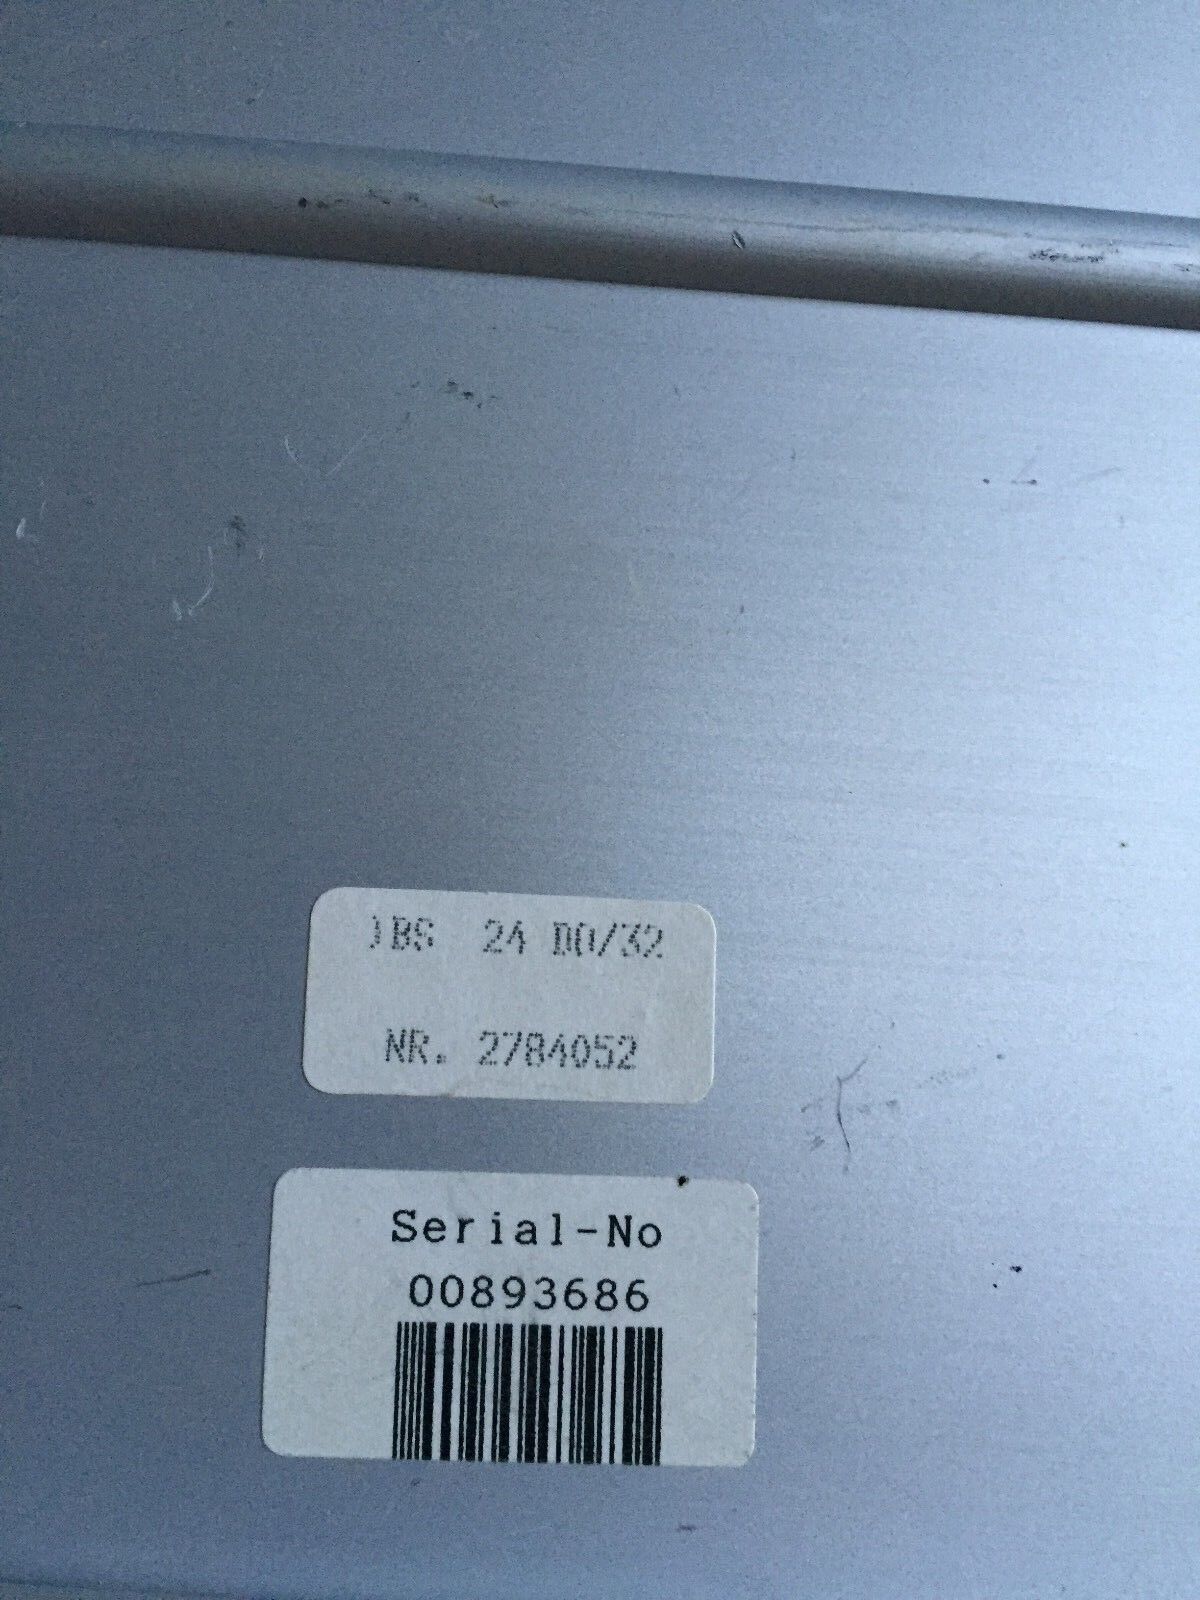 IBS 24 DO/32
NR. 2784052
Serial-No
00893686